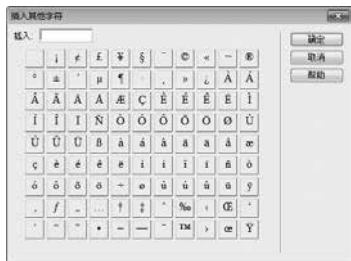 插入其他字符
插入:
确定
取消
帮助
¡ ¢ £ ¥ § ¨ © « ¬ ®
° ± ´ µ ¶ · ¸ » ¿ À Á
Â Ã Ä Å Æ Ç È É Ê Ë Ì
Í Î Ï Ñ Ò Ó Ô Õ Ö Ø Ù
Ú Û Ü ß à á â ã ä å æ
ç è é ê ë ì í î ï ñ ò
ó ô õ ö ÷ ø ù ú û ü ÿ
‚ ƒ „ … † ‡ ˆ ‰ ‹ Œ ‘
’ “ ” • – — ˜ ™ › œ Ÿ